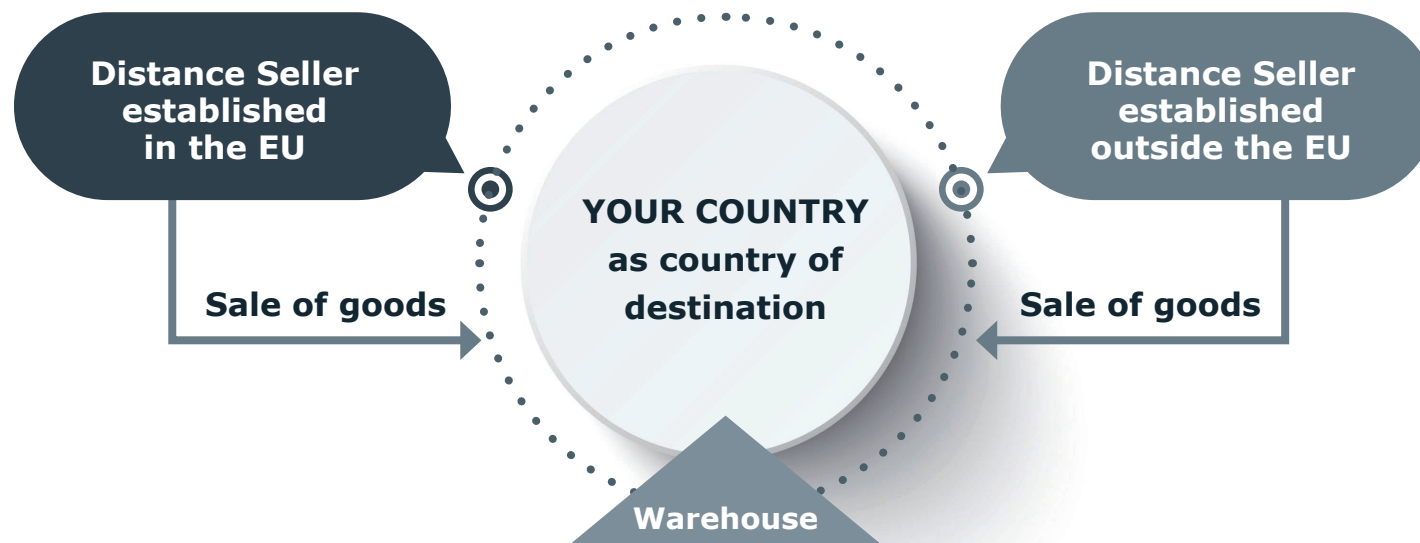 Distance Seller
established
in the EU
Distance Seller
established
outside the EU
YOUR COUNTRY
as country of
destination
Sale of goods
Sale of goods
Warehouse